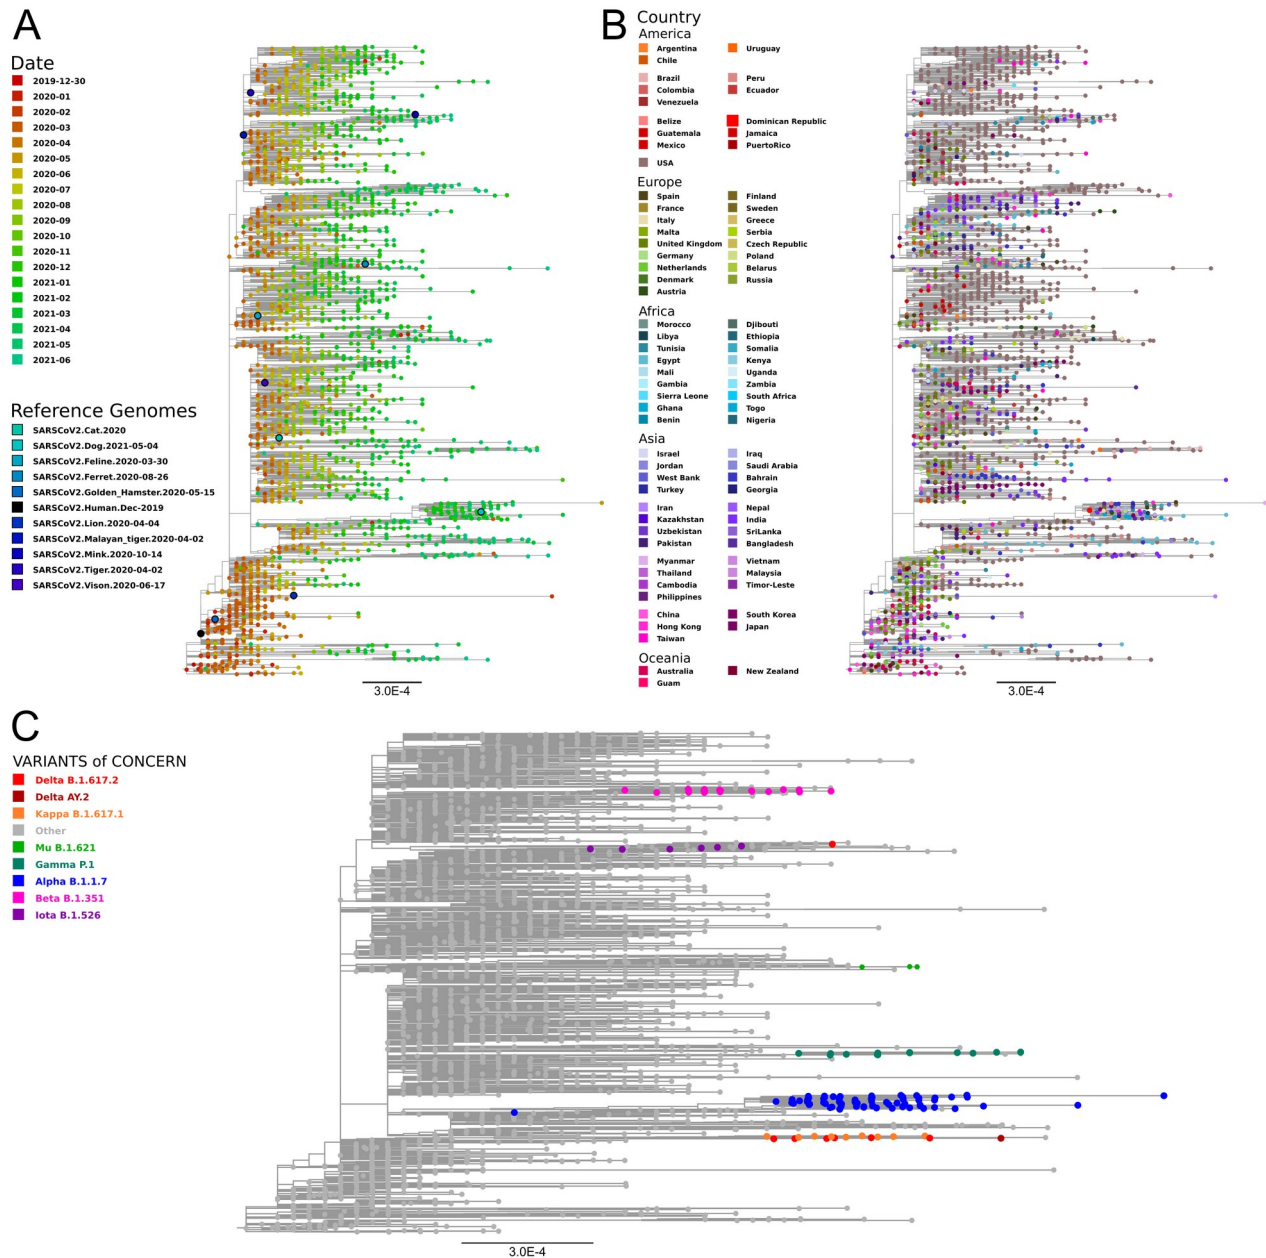 A
Date
2019-12-30
2020-01
2020-02
2020-03
2020-04
2020-05
2020-06
2020-07
2020-08
2020-09
2020-10
2020-11
2020-12
2021-01
2021-02
2021-03
2021-04
2021-05
2021-06
Reference Genomes
SARSCoV2.Cat.2020
SARSCoV2.Dog.2021-05-04
SARSCoV2.Feline.2020-03-30
SARSCoV2.Ferret.2020-08-26
SARSCoV2.Golden_Hamster.2020-05-15
SARSCoV2.Human.Dec-2019
SARSCoV2.Lion.2020-04-04
SARSCoV2.Malayan_tiger.2020-04-02
SARSCoV2.Mink.2020-10-14
SARSCoV2.Tiger.2020-04-02
SARSCoV2.Vison.2020-06-17
3.0E-4
B
Country
America
Argentina Uruguay
Chile
Brazil Peru
Colombia Ecuador
Venezuela
Belize Dominican Republic
Guatemala Jamaica
Mexico PuertoRico
USA
Europe
Spain Finland
France Sweden
Italy Greece
Malta Serbia
United Kingdom Czech Republic
Germany Poland
Netherlands Belarus
Denmark Russia
Austria
Africa
Morocco Djibouti
Libya Ethiopia
Tunisia Somalia
Egypt Kenya
Mali Uganda
Gambia Zambia
Sierra Leone South Africa
Ghana Togo
Benin Nigeria
Asia
Israel Iraq
Jordan Saudi Arabia
West Bank Bahrain
Turkey Georgia
Iran Nepal
Kazakhstan India
Uzbekistan SriLanka
Pakistan Bangladesh
Myanmar Vietnam
Thailand Malaysia
Cambodia Timor-Leste
Philippines
China South Korea
Hong Kong Japan
Taiwan
Oceania
Australia New Zealand
Guam
3.0E-4
C
VARIANTS of CONCERN
Delta B.1.617.2
Delta AY.2
Kappa B.1.617.1
Other
Mu B.1.621
Gamma P.1
Alpha B.1.1.7
Beta B.1.351
Iota B.1.526
3.0E-4